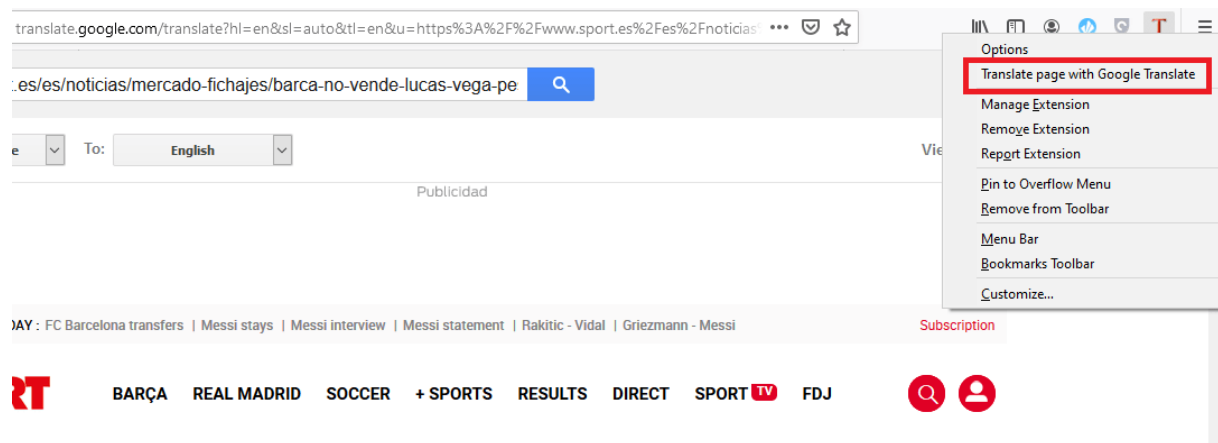 translate.google.com/translate?hl=en&sl=auto&tl=en&u=https%3A%2F%2Fwww.sport.es%2Fes%2Fnoticias
Options
Translate page with Google Translate
.es/es/noticias/mercado-fichajes/barca-no-vende-lucas-vega-pe
Manage Extension
Remove Extension
Report Extension
e To: English Vie
Pin to Overflow Menu
Publicidad
Remove from Toolbar
Menu Bar
Bookmarks Toolbar
Customize...
DAY : FC Barcelona transfers | Messi stays | Messi interview | Messi statement | Rakitic - Vidal | Griezmann - Messi Subscription
RT BARÇA REAL MADRID SOCCER + SPORTS RESULTS DIRECT SPORT TV FDJ